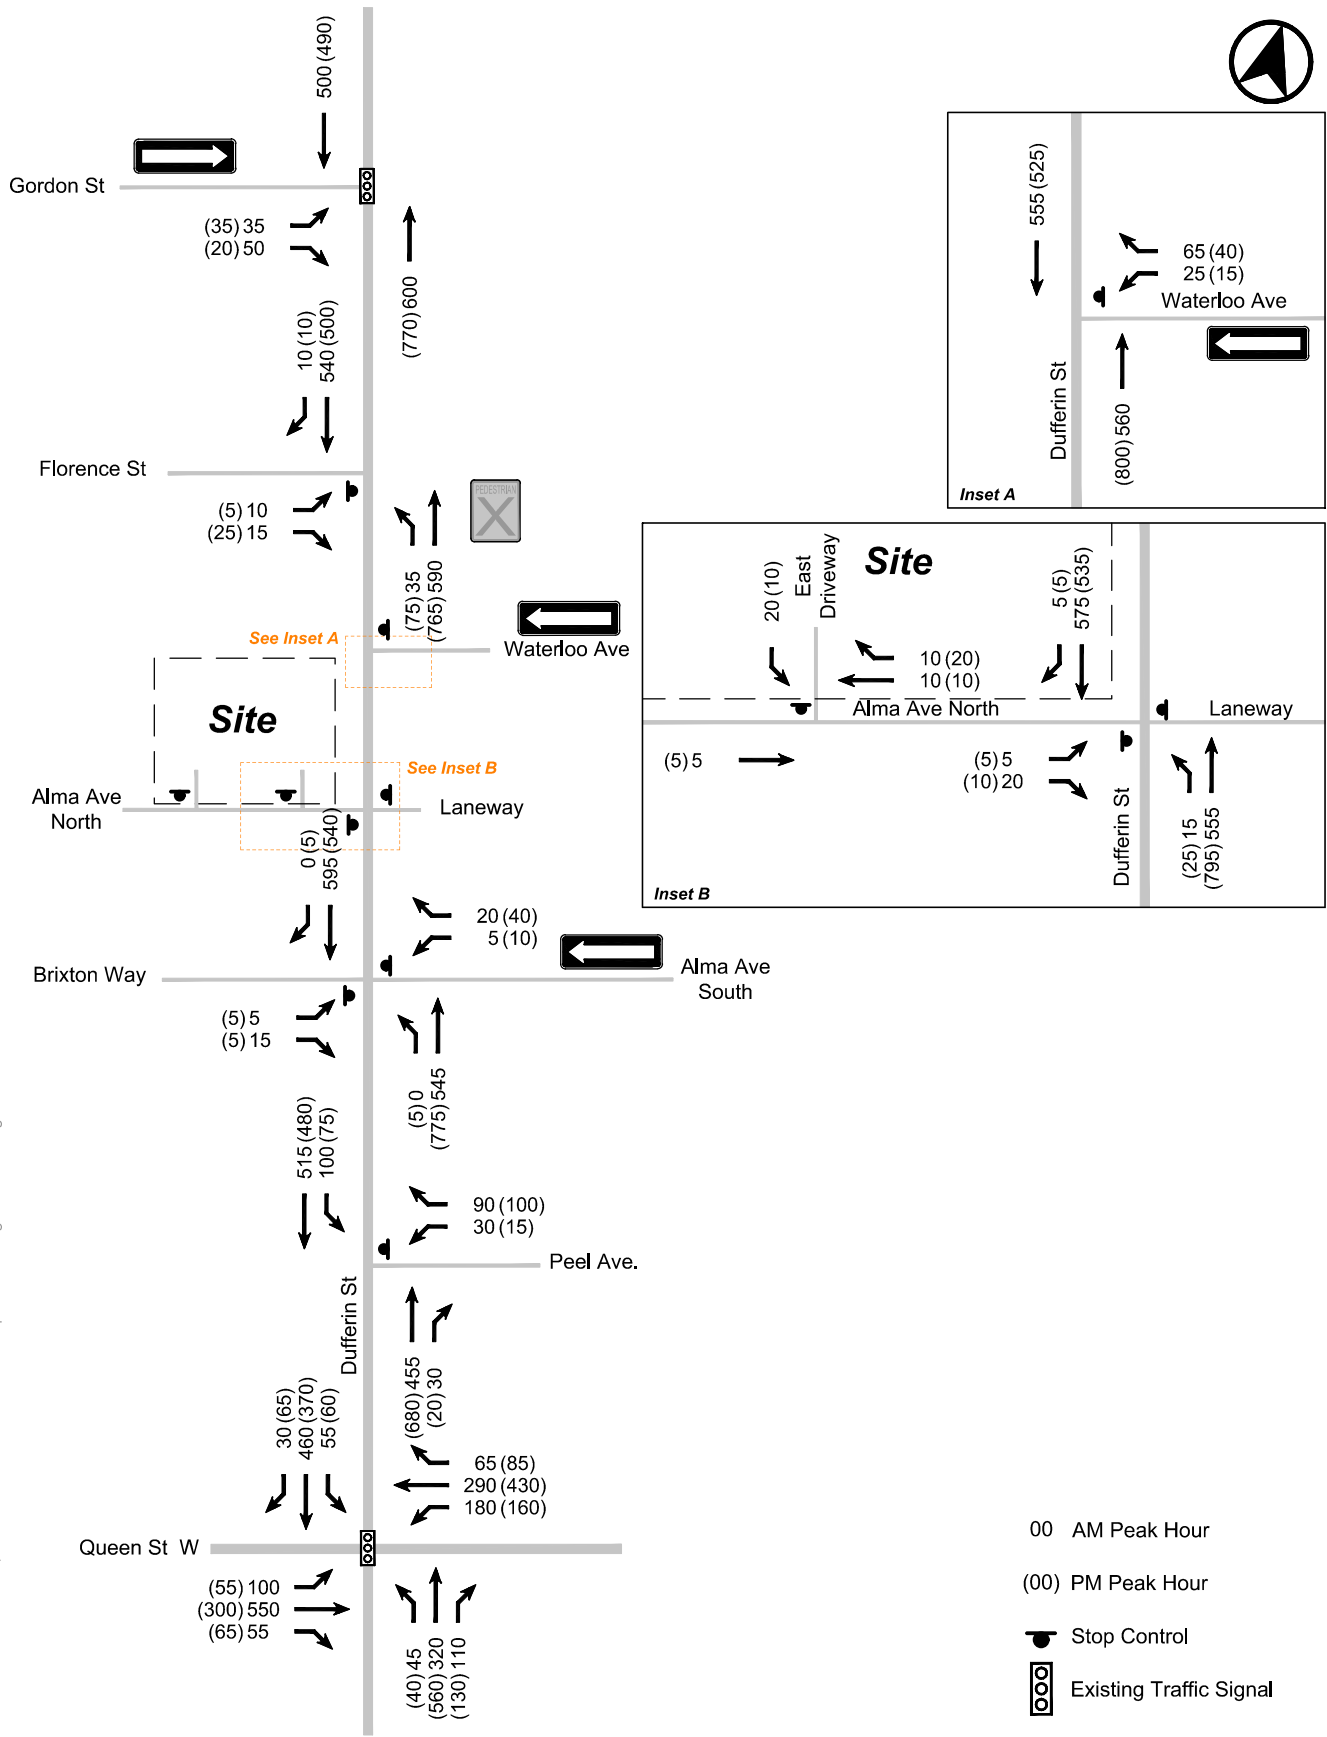 500 (490)
Gordon St
(35) 35
(20) 50
(770) 600
10 (10)
540 (500)
Florence St
(5) 10
(25) 15
PEDESTRIAN
X
(75) 35
(765) 590
See Inset A
Waterloo Ave
Site
See Inset B
Alma Ave
North
Laneway
0 (5)
595 (540)
20 (40)
5 (10)
Brixton Way
Alma Ave
South
(5) 5
(5) 15
(5) 0
(775) 545
515 (480)
100 (75)
90 (100)
30 (15)
Peel Ave.
Dufferin St
(680) 455
(20) 30
30 (65)
460 (370)
55 (60)
65 (85)
290 (430)
180 (160)
Queen St W
(55) 100
(300) 550
(65) 55
(40) 45
(560) 320
(130) 110
555 (525)
65 (40)
25 (15)
Waterloo Ave
Dufferin St
(800) 560
Inset A
Site
20 (10)
East
Driveway
5 (5)
575 (535)
10 (20)
10 (10)
Alma Ave North
Laneway
(5) 5
(5) 5
(10) 20
Dufferin St
(25) 15
(795) 555
Inset B
00 AM Peak Hour
(00) PM Peak Hour
Stop Control
Existing Traffic Signal